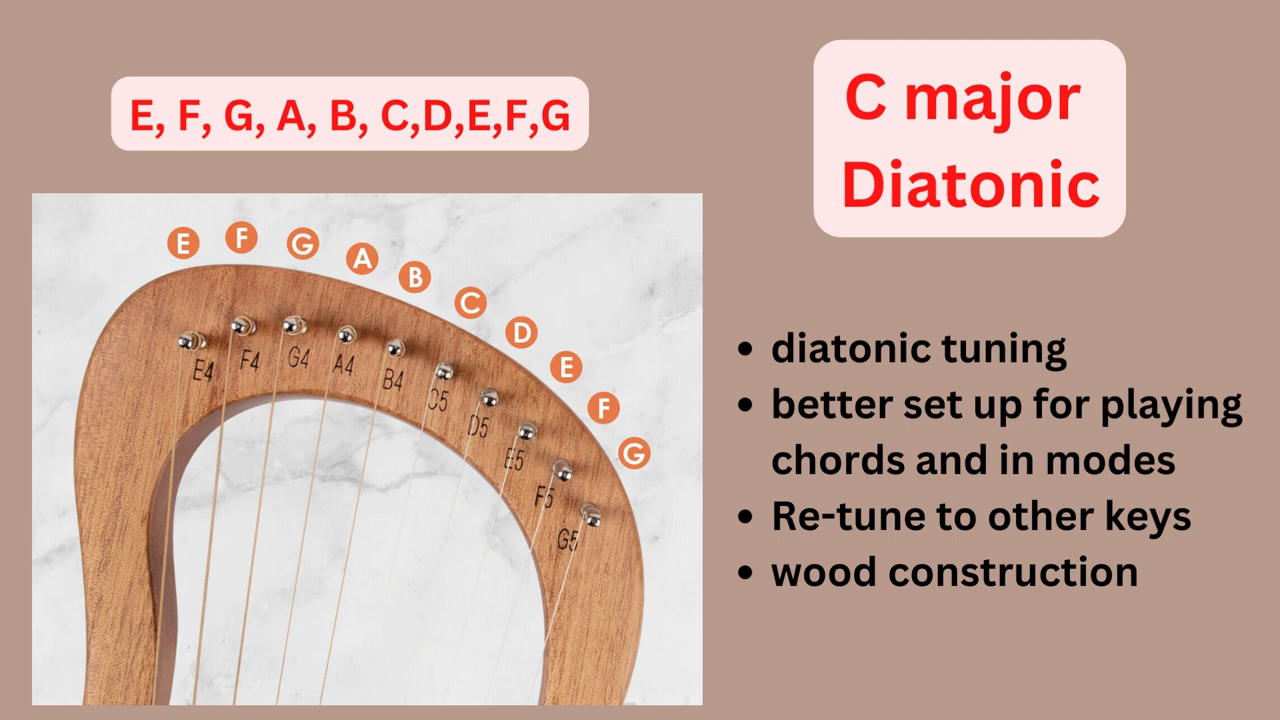 E, F, G, A, B, C,D,E,F,G
C major
Diatonic
E F G A B C D E F G
E4 F4 G4 A4 B4 C5 D5 E5 F5 G5
• diatonic tuning
• better set up for playing
chords and in modes
• Re-tune to other keys
• wood construction